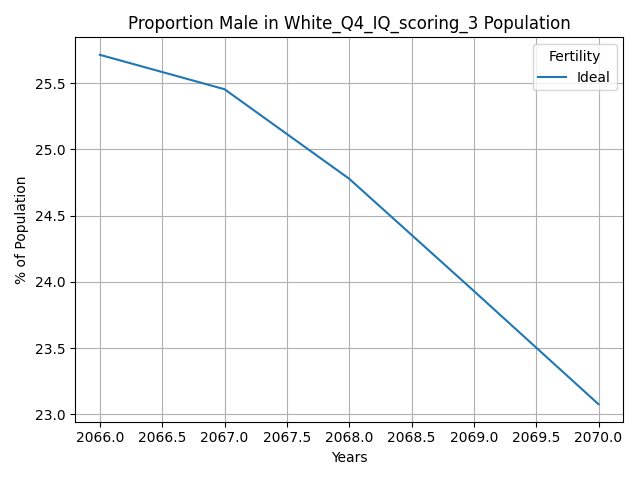 Proportion Male in White_Q4_IQ_scoring_3 Population
Fertility
Ideal
25.5
25.0
24.5
24.0
23.5
23.0
% of Population
2066.0 2066.5 2067.0 2067.5 2068.0 2068.5 2069.0 2069.5 2070.0
Years